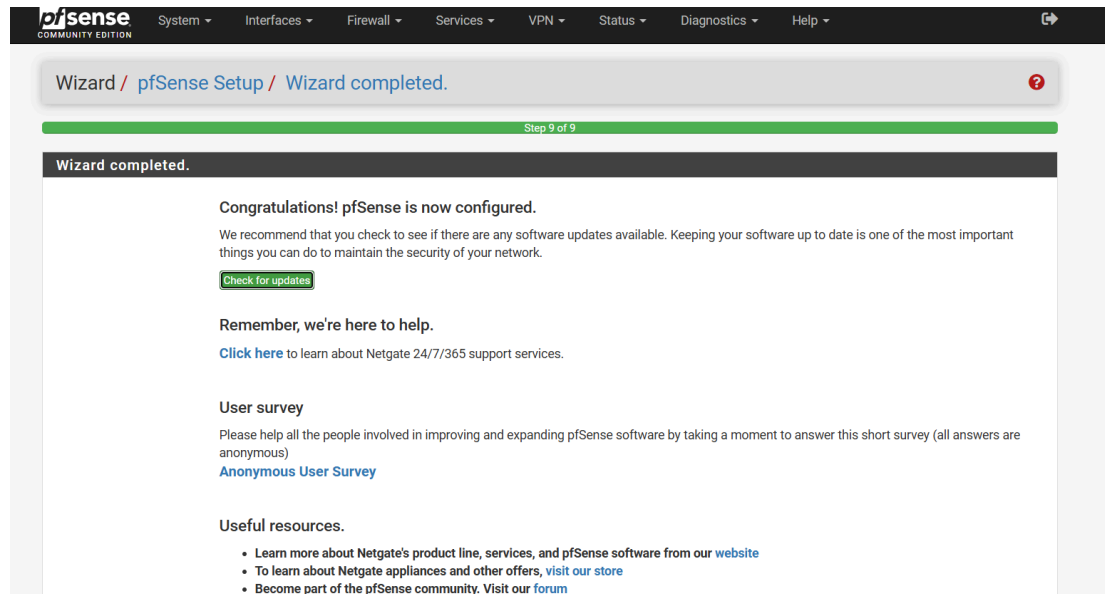 pfsense
COMMUNITY EDITION
System Interfaces Firewall Services VPN Status Diagnostics Help
Wizard / pfSense Setup / Wizard completed.
Step 9 of 9
Wizard completed.
Congratulations! pfSense is now configured.
We recommend that you check to see if there are any software updates available. Keeping your software up to date is one of the most important
things you can do to maintain the security of your network.
Check for updates
Remember, we're here to help.
Click here to learn about Netgate 24/7/365 support services.
User survey
Please help all the people involved in improving and expanding pfSense software by taking a moment to answer this short survey (all answers are
anonymous)
Anonymous User Survey
Useful resources.
• Learn more about Netgate's product line, services, and pfSense software from our website
• To learn about Netgate appliances and other offers, visit our store
• Become part of the pfSense community. Visit our forum